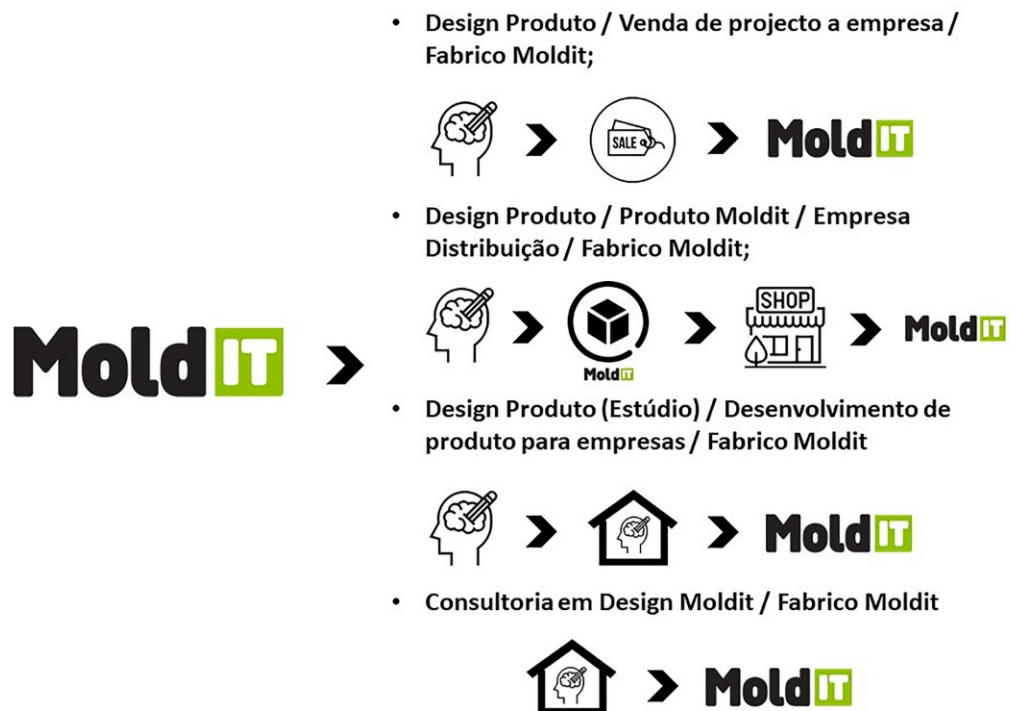 • Design Produto / Venda de projecto a empresa /
Fabrico Moldit;
SALE
MoldIT
• Design Produto / Produto Moldit / Empresa
Distribuição / Fabrico Moldit;
SHOP
MoldIT
MoldIT
MoldIT
• Design Produto (Estúdio) / Desenvolvimento de
produto para empresas / Fabrico Moldit
MoldIT
• Consultoria em Design Moldit / Fabrico Moldit
MoldIT